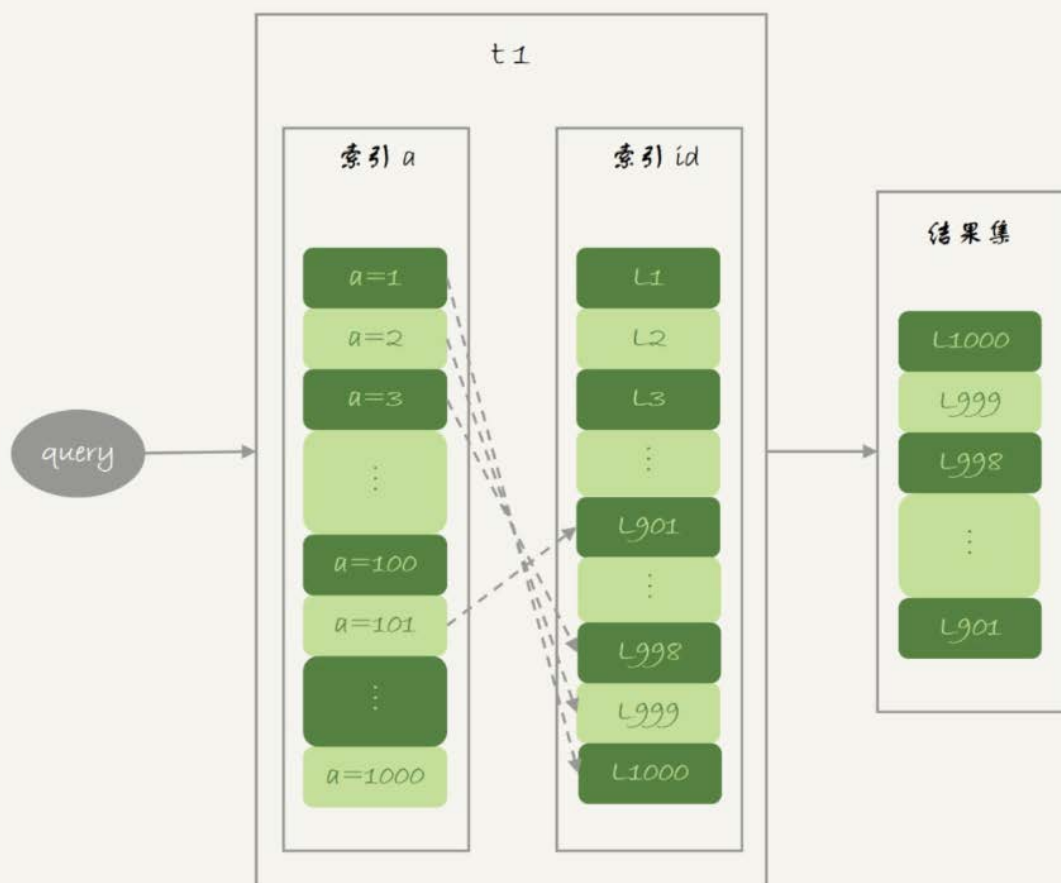 t1
索引 a
索引 id
结果集
query
a=1
a=2
a=3
⋮
a=100
a=101
⋮
a=1000
L1
L2
L3
⋮
L901
⋮
L998
L999
L1000
L1000
L999
L998
⋮
L901